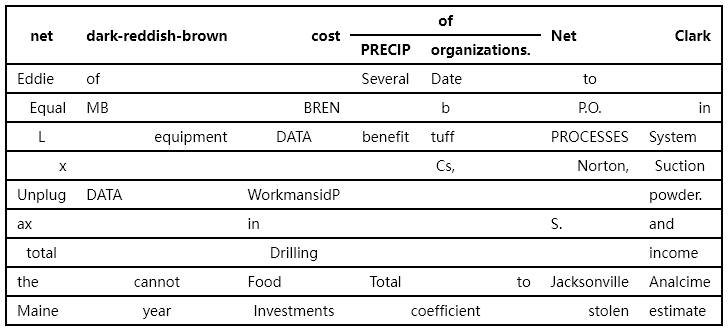 of
net dark-reddish-brown cost Net Clark
PRECIP organizations.
Eddie of Several Date to
Equal MB BREN b P.O. in
L equipment DATA benefit tuff PROCESSES System
x Cs, Norton, Suction
Unplug DATA WorkmansidP powder.
ax in S. and
total Drilling income
the cannot Food Total to Jacksonville Analcime
Maine year Investments coefficient stolen estimate